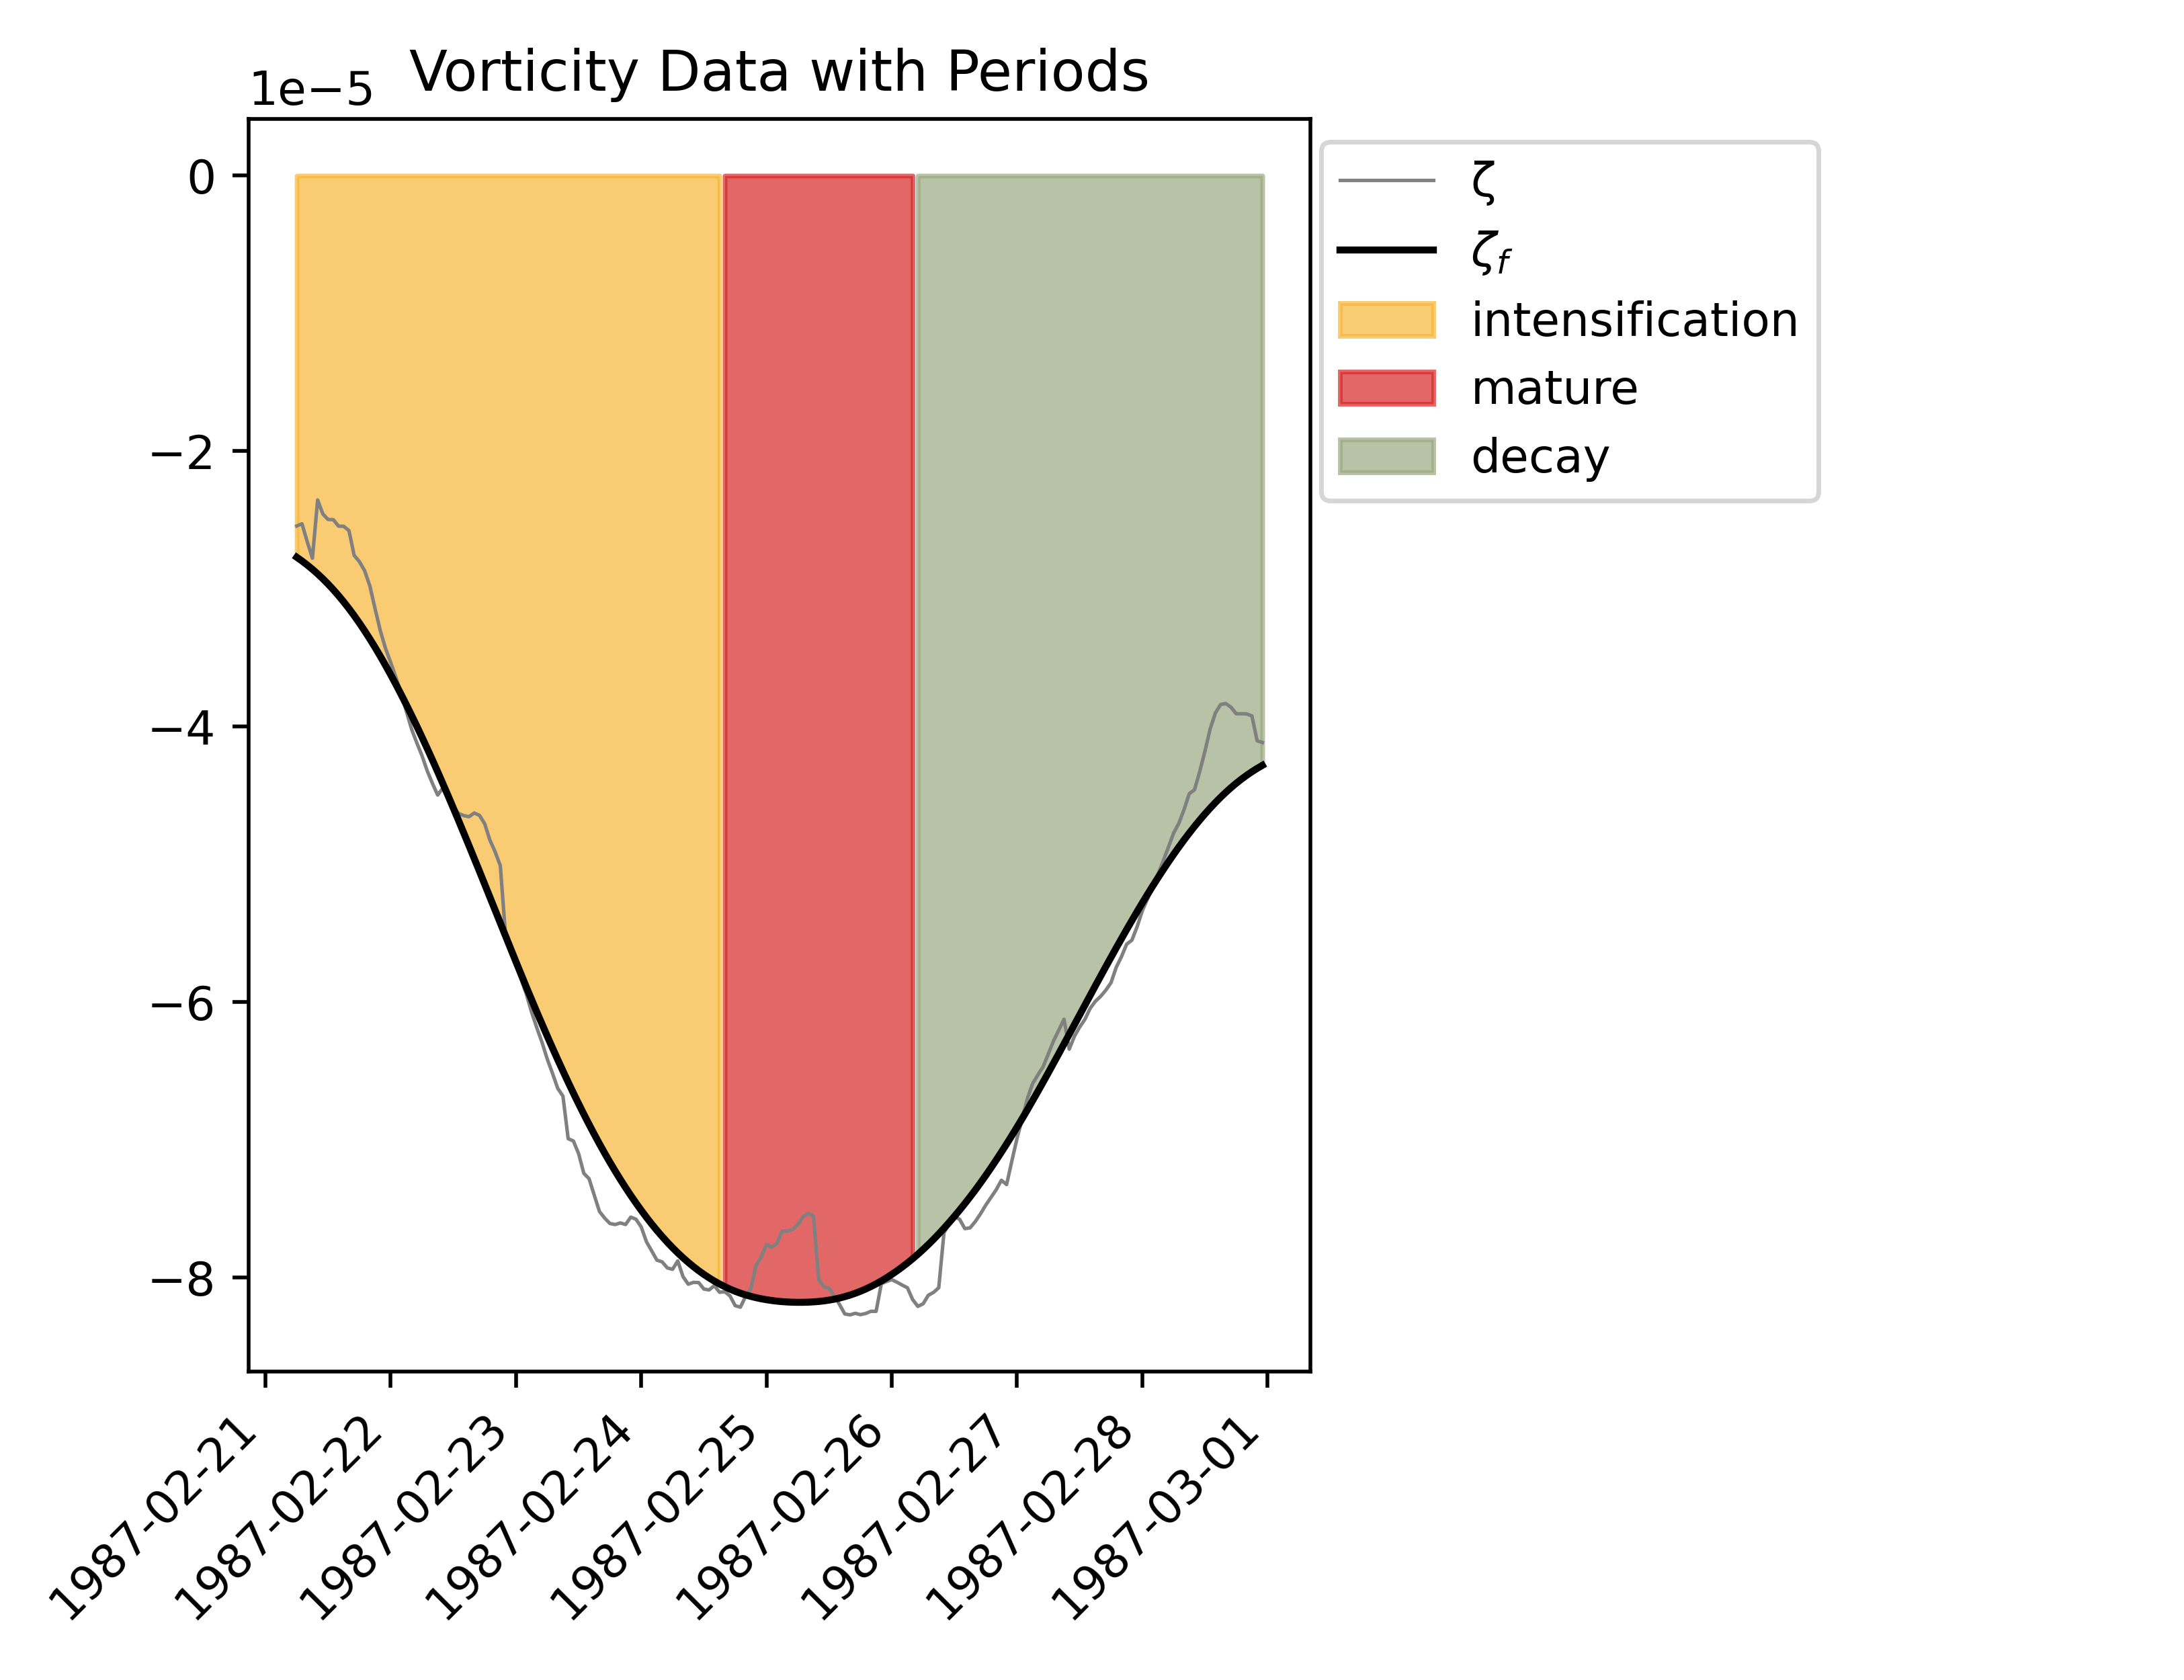 Vorticity Data with Periods
1e−5
0
−2
−4
−6
−8
1987-02-21
1987-02-22
1987-02-23
1987-02-24
1987-02-25
1987-02-26
1987-02-27
1987-02-28
1987-03-01
ζ
ζf
intensification
mature
decay